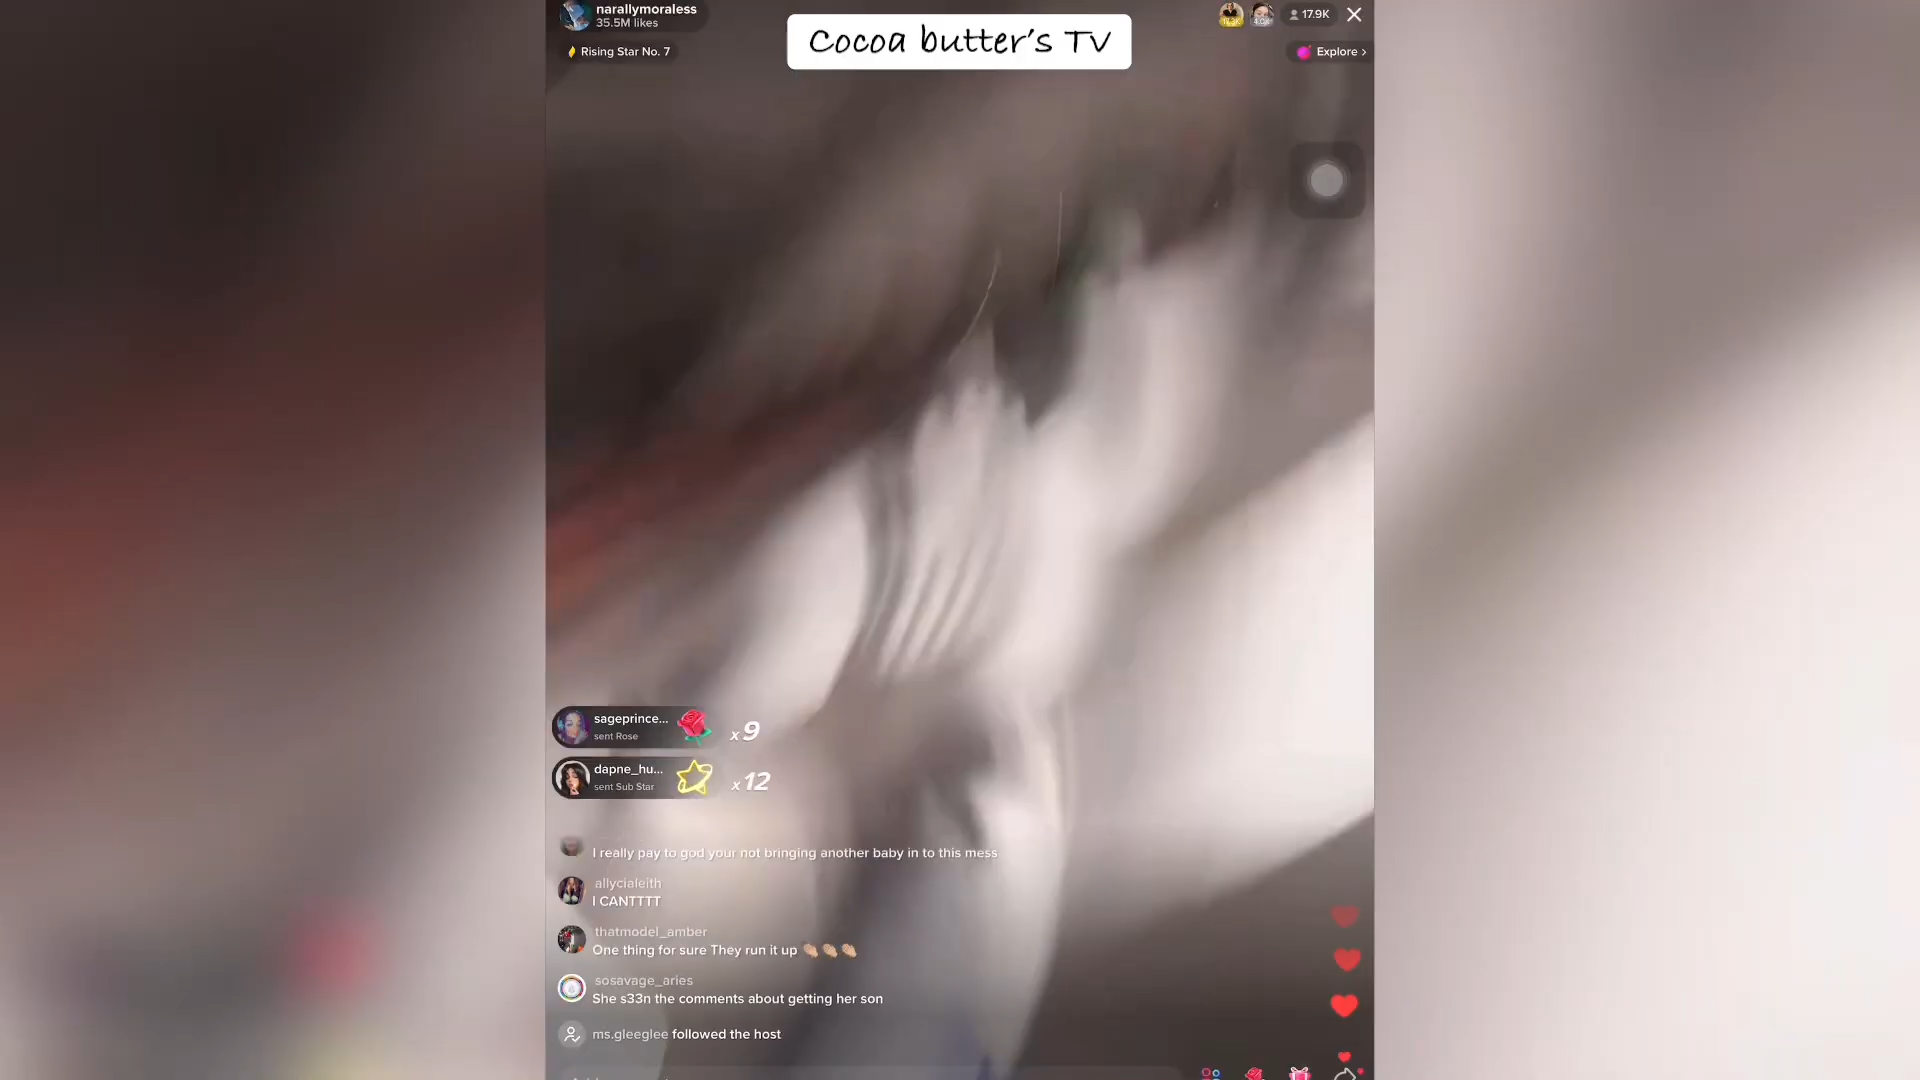 narallymoraless
35.5M likes
Rising Star No. 7
Cocoa butter's TV
17.9K
Explore >
sageprince...
sent Rose
x9
dapne_hu...
sent Sub Star
x12
I really pay to god your not bringing another baby in to this mess
allycialeith
I CANTTTT
thatmodel_amber
One thing for sure They run it up 👏🏼👏🏼👏🏼
sosavage_aries
She s33n the comments about getting her son
ms.gleeglee followed the host